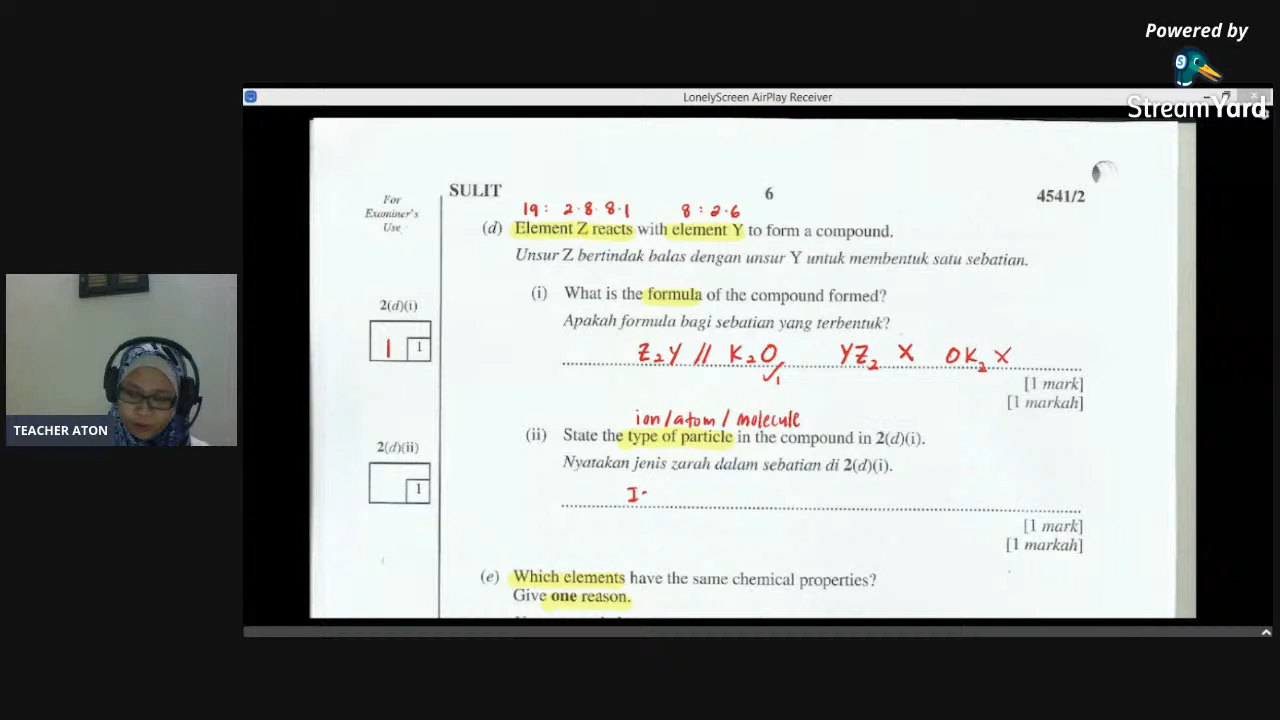 Powered by
S
StreamYard
LonelyScreen AirPlay Receiver
For
Examiner's
Use
SULIT
6
4541/2
19: 2.8.8.1 8:2.6
(d) Element Z reacts with element Y to form a compound.
Unsur Z bertindak balas dengan unsur Y untuk membentuk satu sebatian.
2(d)(i)
1 1
(i) What is the formula of the compound formed?
Apakah formula bagi sebatian yang terbentuk?
Z₂Y // K₂O YZ₂ X OK₂ X
✓1
[1 mark]
[1 markah]
ion/atom/molecule
2(d)(ii)
1
(ii) State the type of particle in the compound in 2(d)(i).
Nyatakan jenis zarah dalam sebatian di 2(d)(i).
I
[1 mark]
[1 markah]
(e) Which elements have the same chemical properties?
Give one reason.
TEACHER ATON